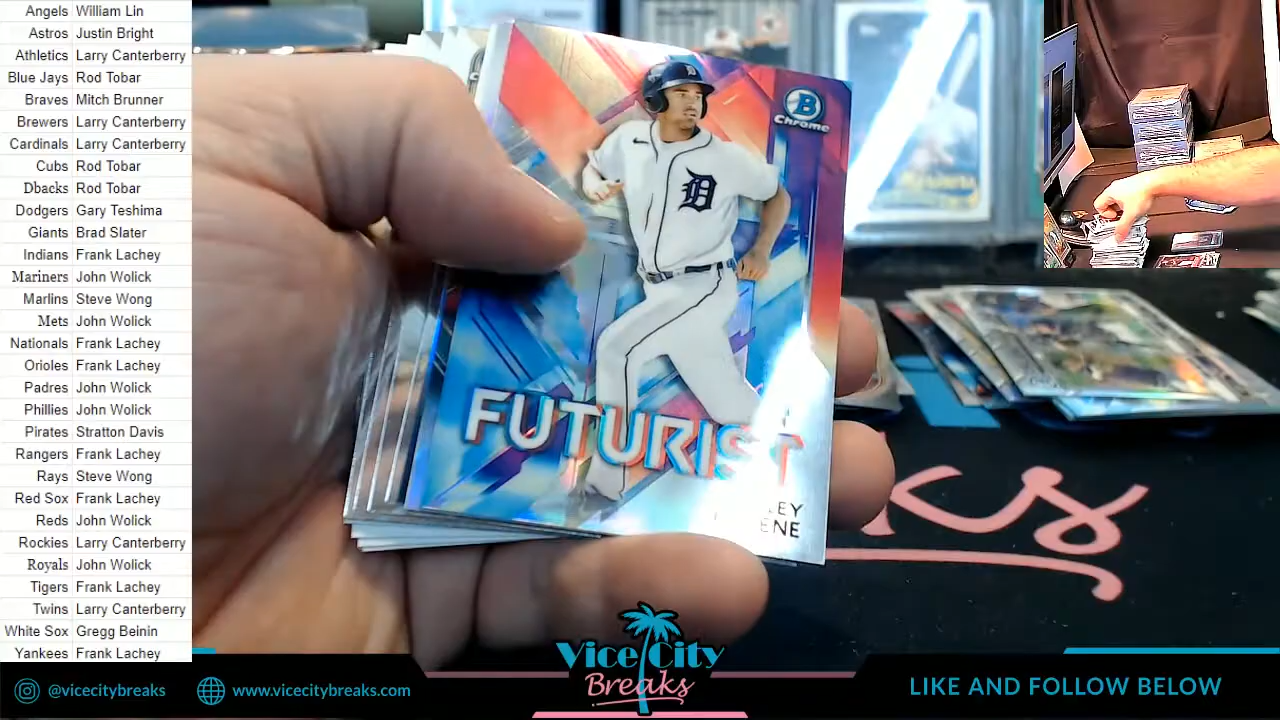 Angels William Lin
Astros Justin Bright
Athletics Larry Canterberry
Blue Jays Rod Tobar
Braves Mitch Brunner
Brewers Larry Canterberry
Cardinals Larry Canterberry
Cubs Rod Tobar
Dbacks Rod Tobar
Dodgers Gary Teshima
Giants Brad Slater
Indians Frank Lachey
Mariners John Wolick
Marlins Steve Wong
Mets John Wolick
Nationals Frank Lachey
Orioles Frank Lachey
Padres John Wolick
Phillies John Wolick
Pirates Stratton Davis
Rangers Frank Lachey
Rays Steve Wong
Red Sox Frank Lachey
Reds John Wolick
Rockies Larry Canterberry
Royals John Wolick
Tigers Frank Lachey
Twins Larry Canterberry
White Sox Gregg Beinin
Yankees Frank Lachey
B
Chrome
D
FUTURIST
LEY
ENE
@vicecitybreaks
www.vicecitybreaks.com
Vice City
Breaks
LIKE AND FOLLOW BELOW